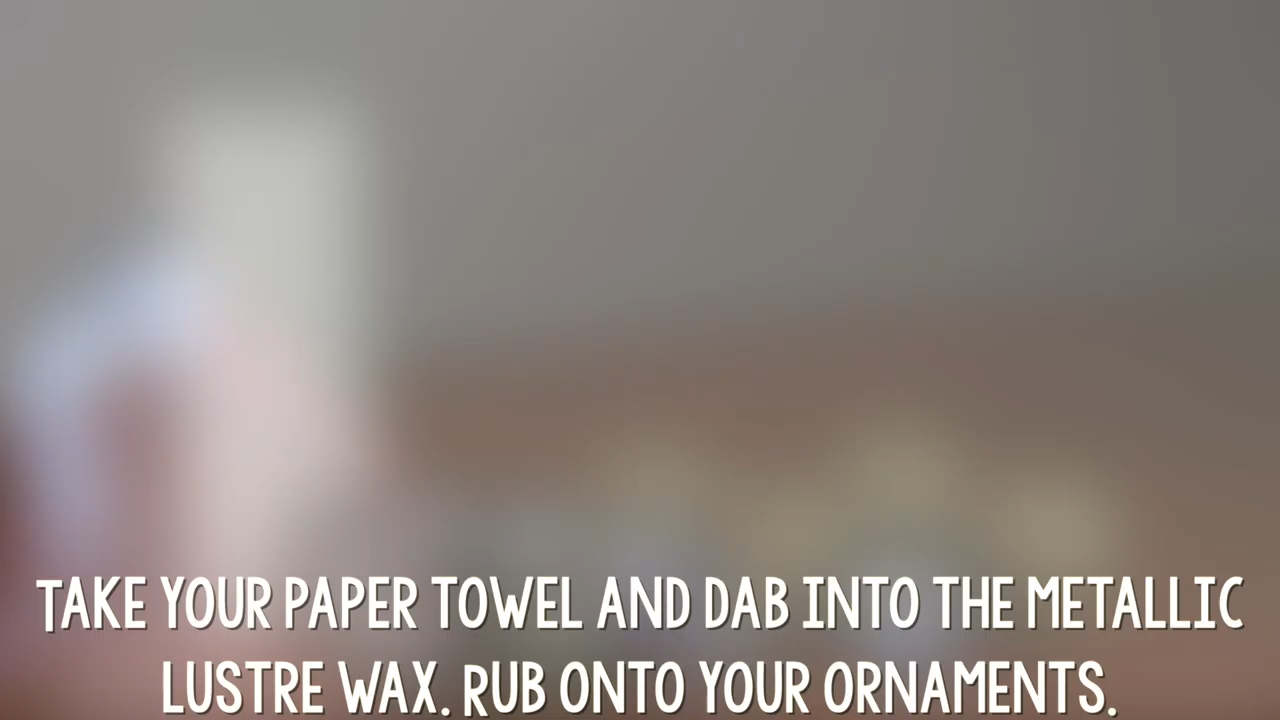 TAKE YOUR PAPER TOWEL AND DAB INTO THE METALLIC
LUSTRE WAX. RUB ONTO YOUR ORNAMENTS.